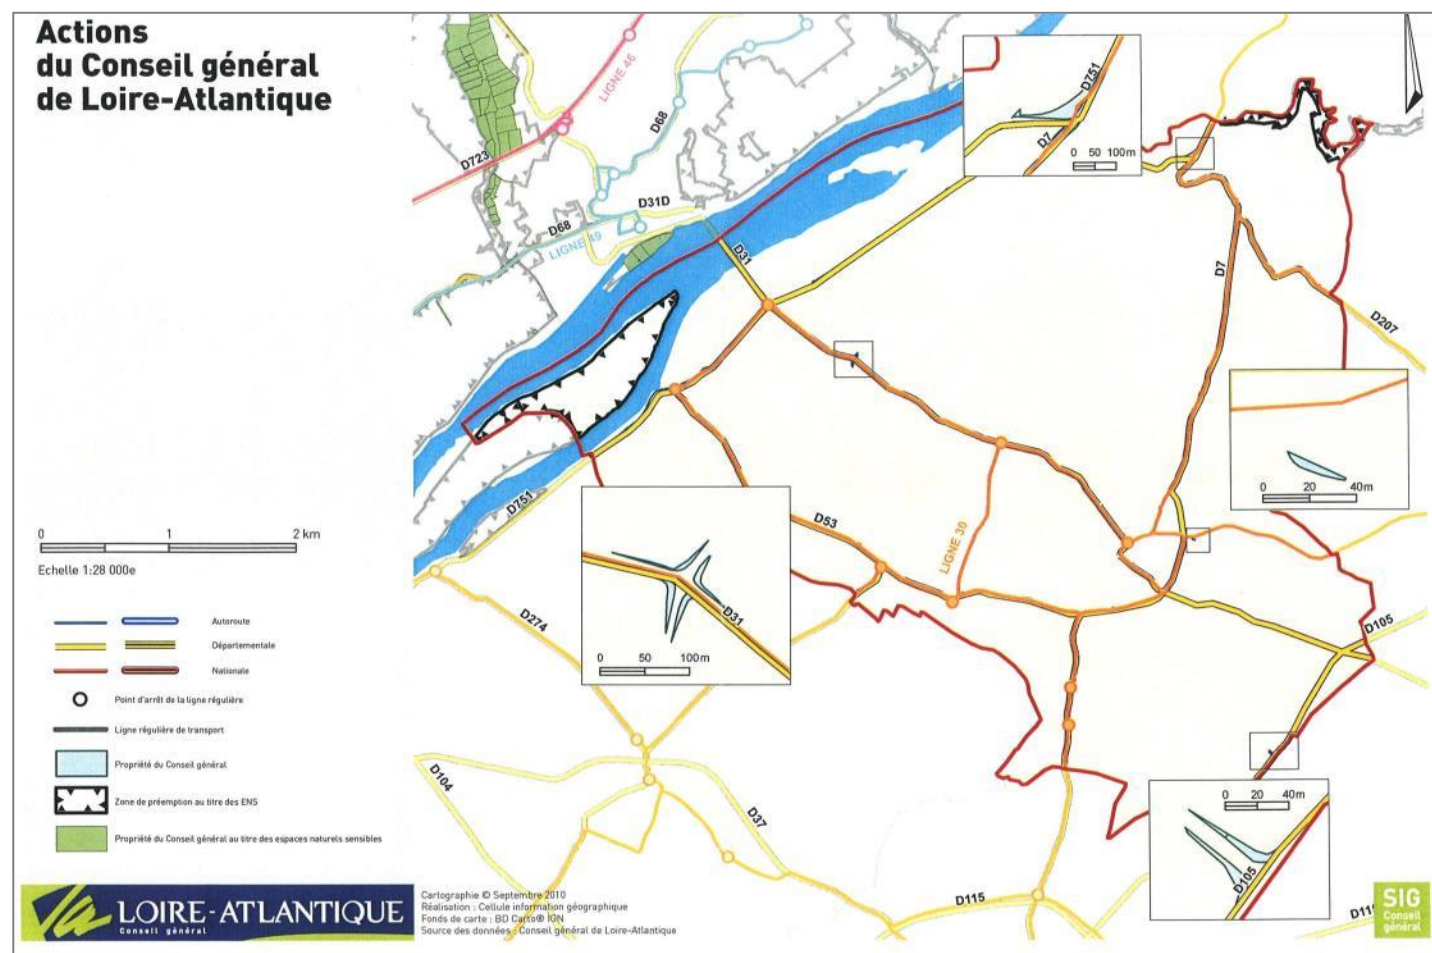 Actions
du Conseil général
de Loire-Atlantique
LIGNE 46
D723
D68
D68
LIGNE 49
D31D
D31
D751
D7
0 50 100m
D7
D207
0 20 40m
D751
D53
LIGNE 30
D31
0 50 100m
D274
D105
D104
D37
0 20 40m
D105
D115
D11
0 1 2 km
Echelle 1:28 000e
Autoroute
Départementale
Nationale
Point d'arrêt de la ligne régulière
Ligne régulière de transport
Propriété du Conseil général
Zone de préemption au titre des ENS
Propriété du Conseil général au titre des espaces naturels sensibles
LOIRE-ATLANTIQUE
Conseil général
Cartographie © Septembre 2010
Réalisation : Cellule information géographique
Fonds de carte : BD Carto® IGN
Source des données : Conseil général de Loire-Atlantique
SIG
Conseil
général